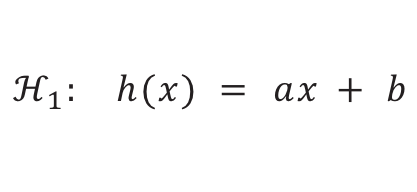 ℋ₁: h(x) = ax + b